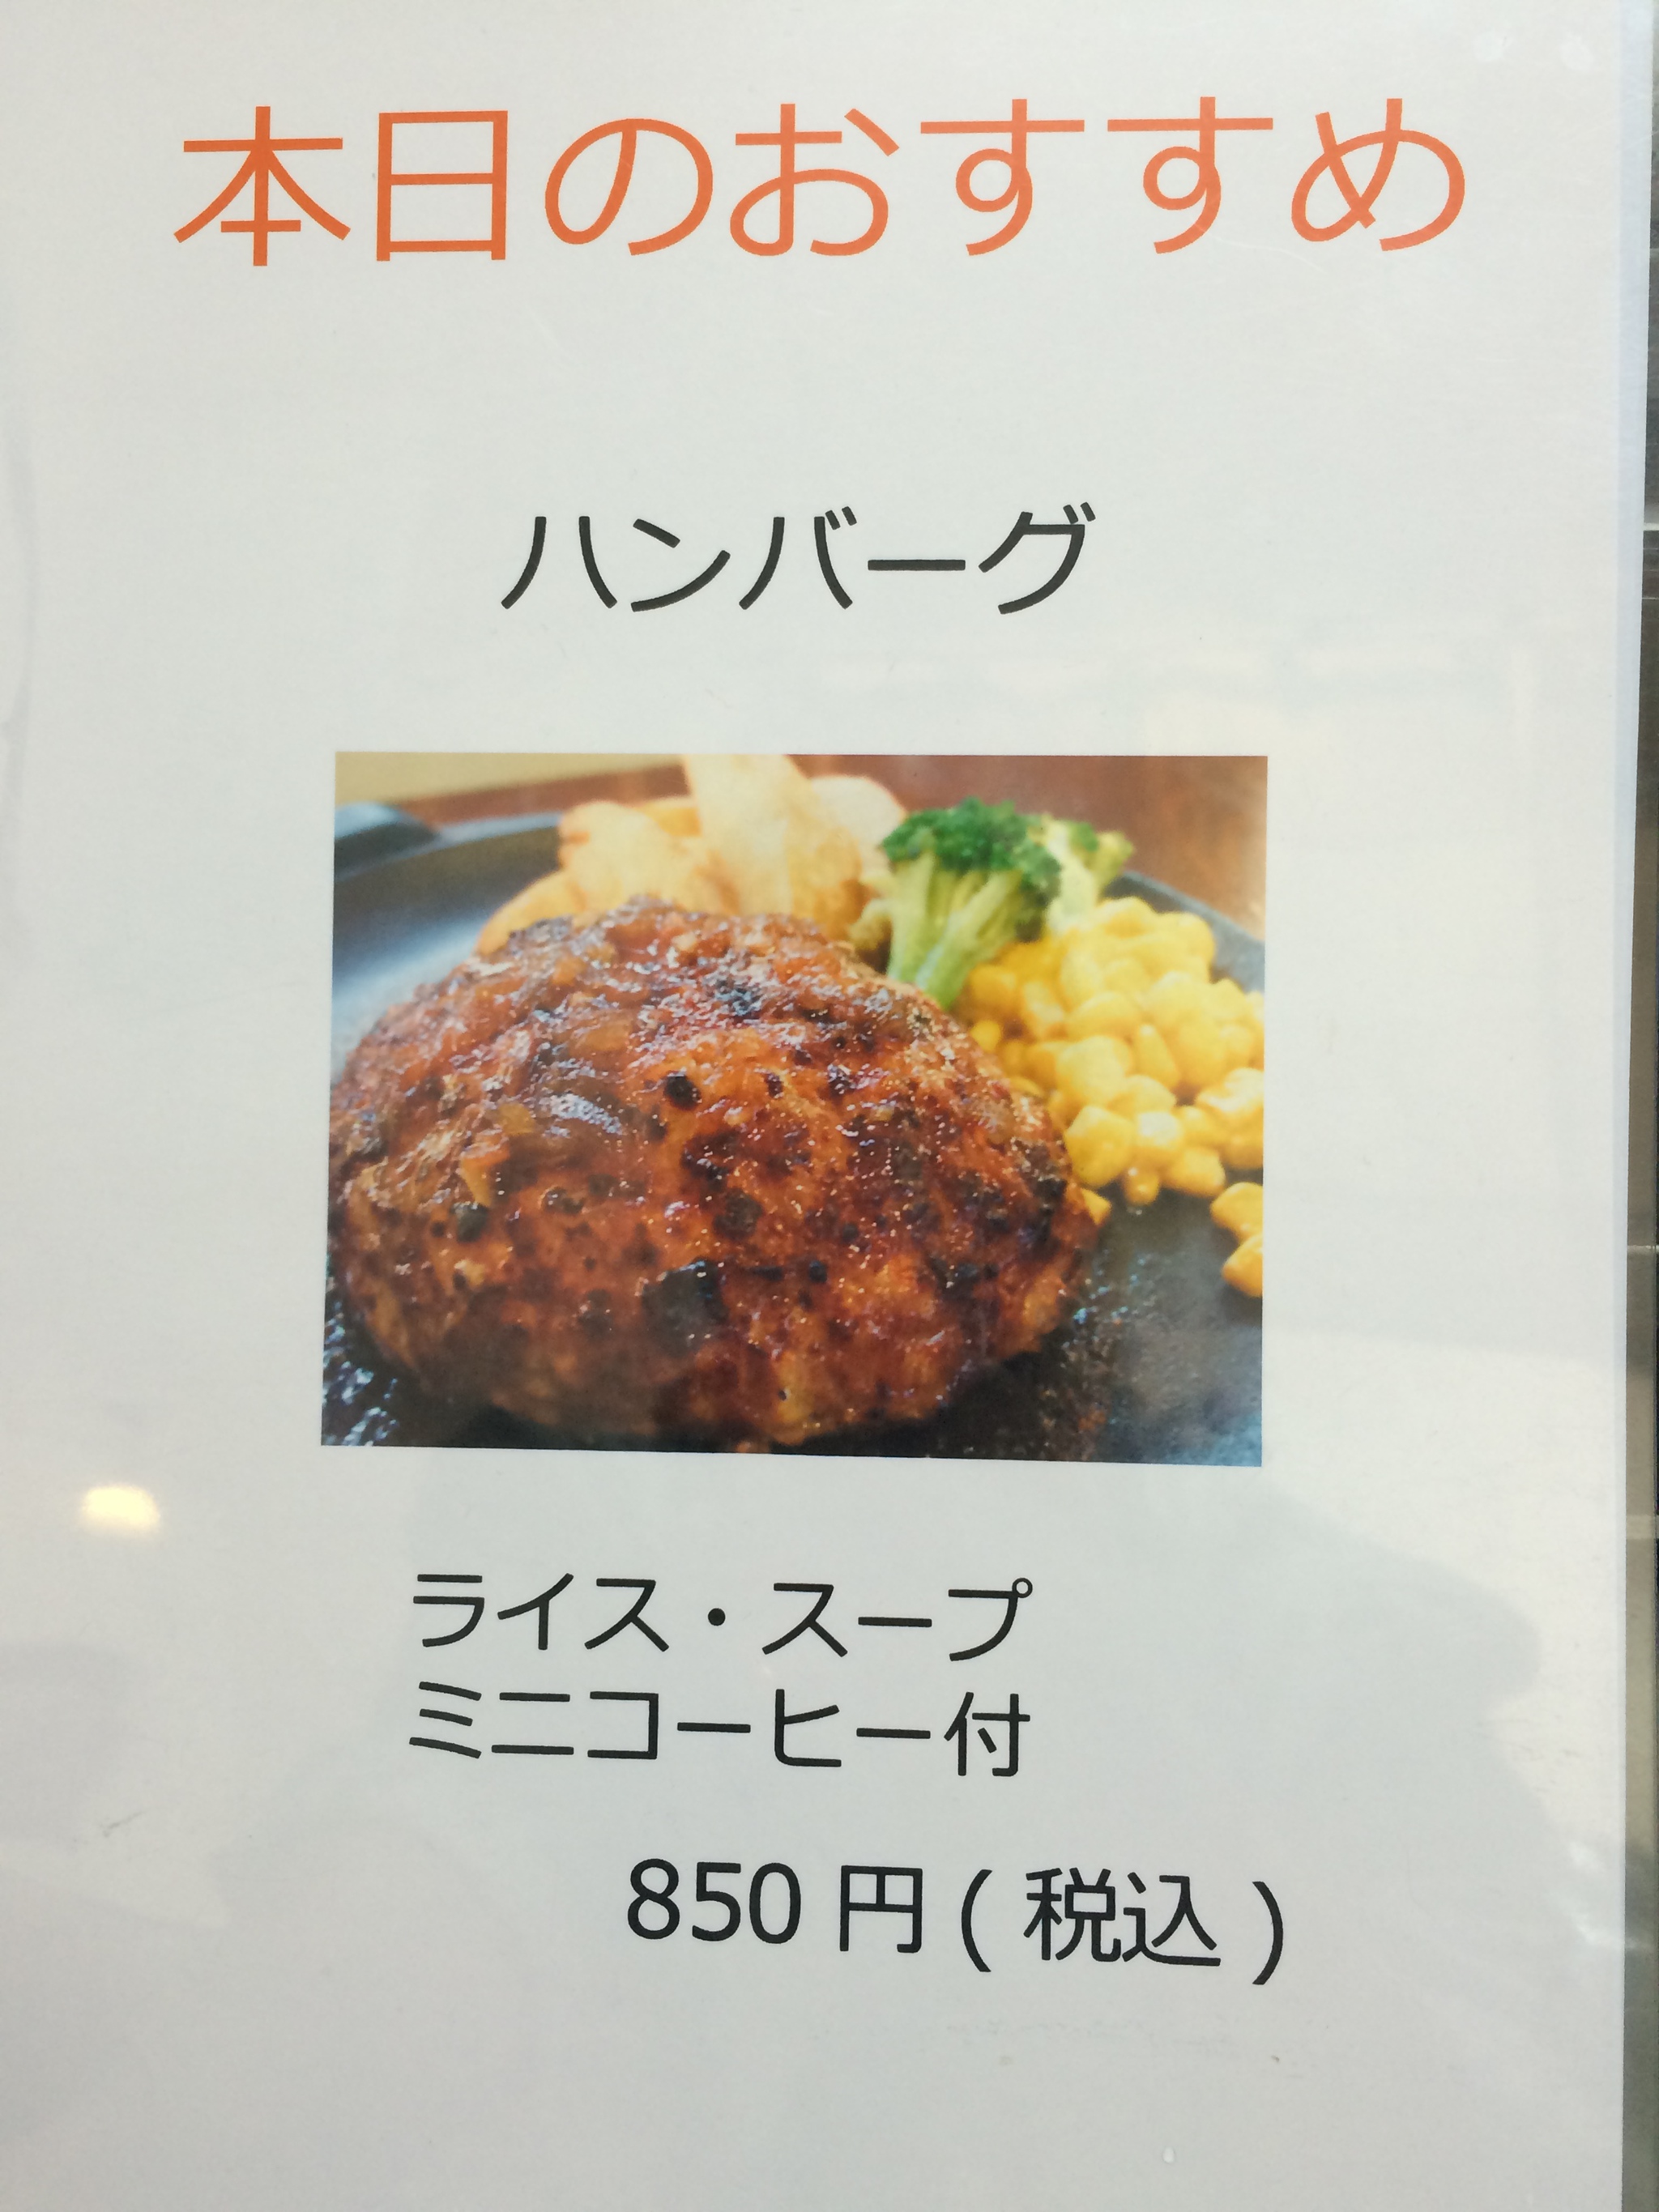 本日のおすすめ
ハンバーグ
ライス・スープ
ミニコーヒー付
850円(税込)